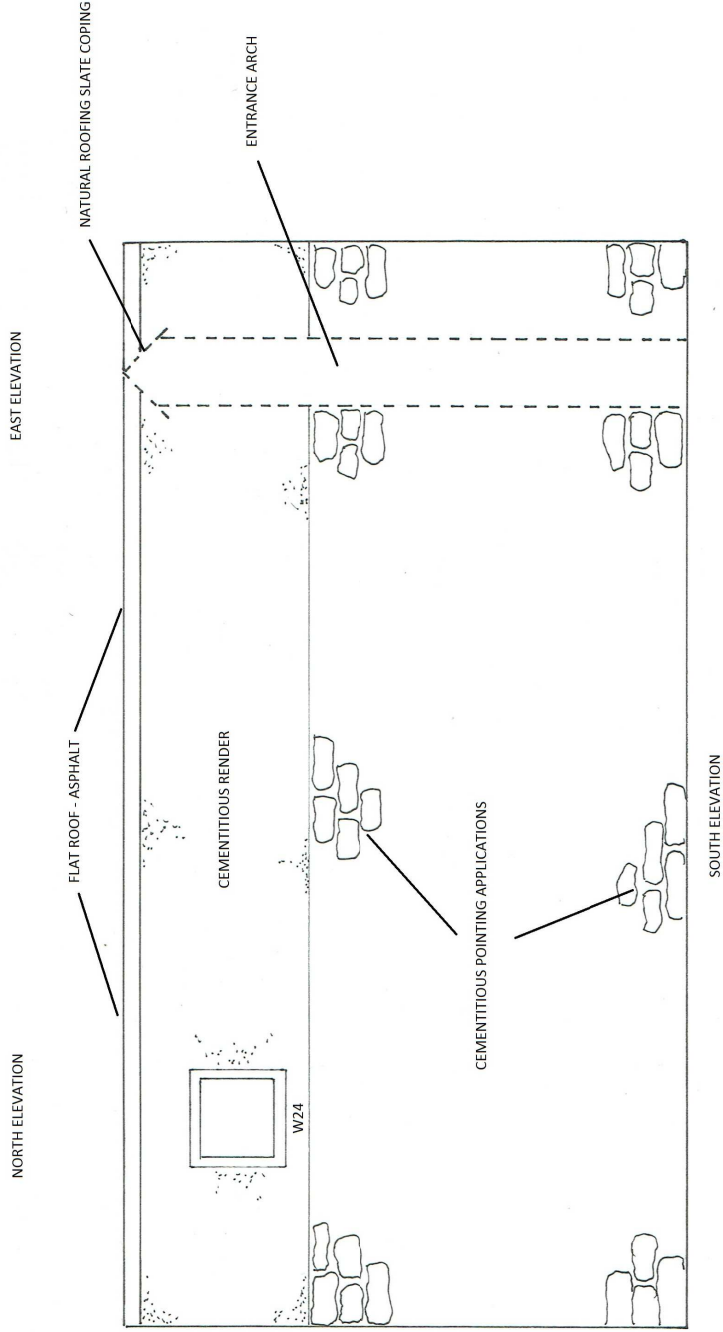 NORTH ELEVATION
EAST ELEVATION
FLAT ROOF - ASPHALT
NATURAL ROOFING SLATE COPING
CEMENTITIOUS RENDER
ENTRANCE ARCH
W24
CEMENTITIOUS POINTING APPLICATIONS
SOUTH ELEVATION